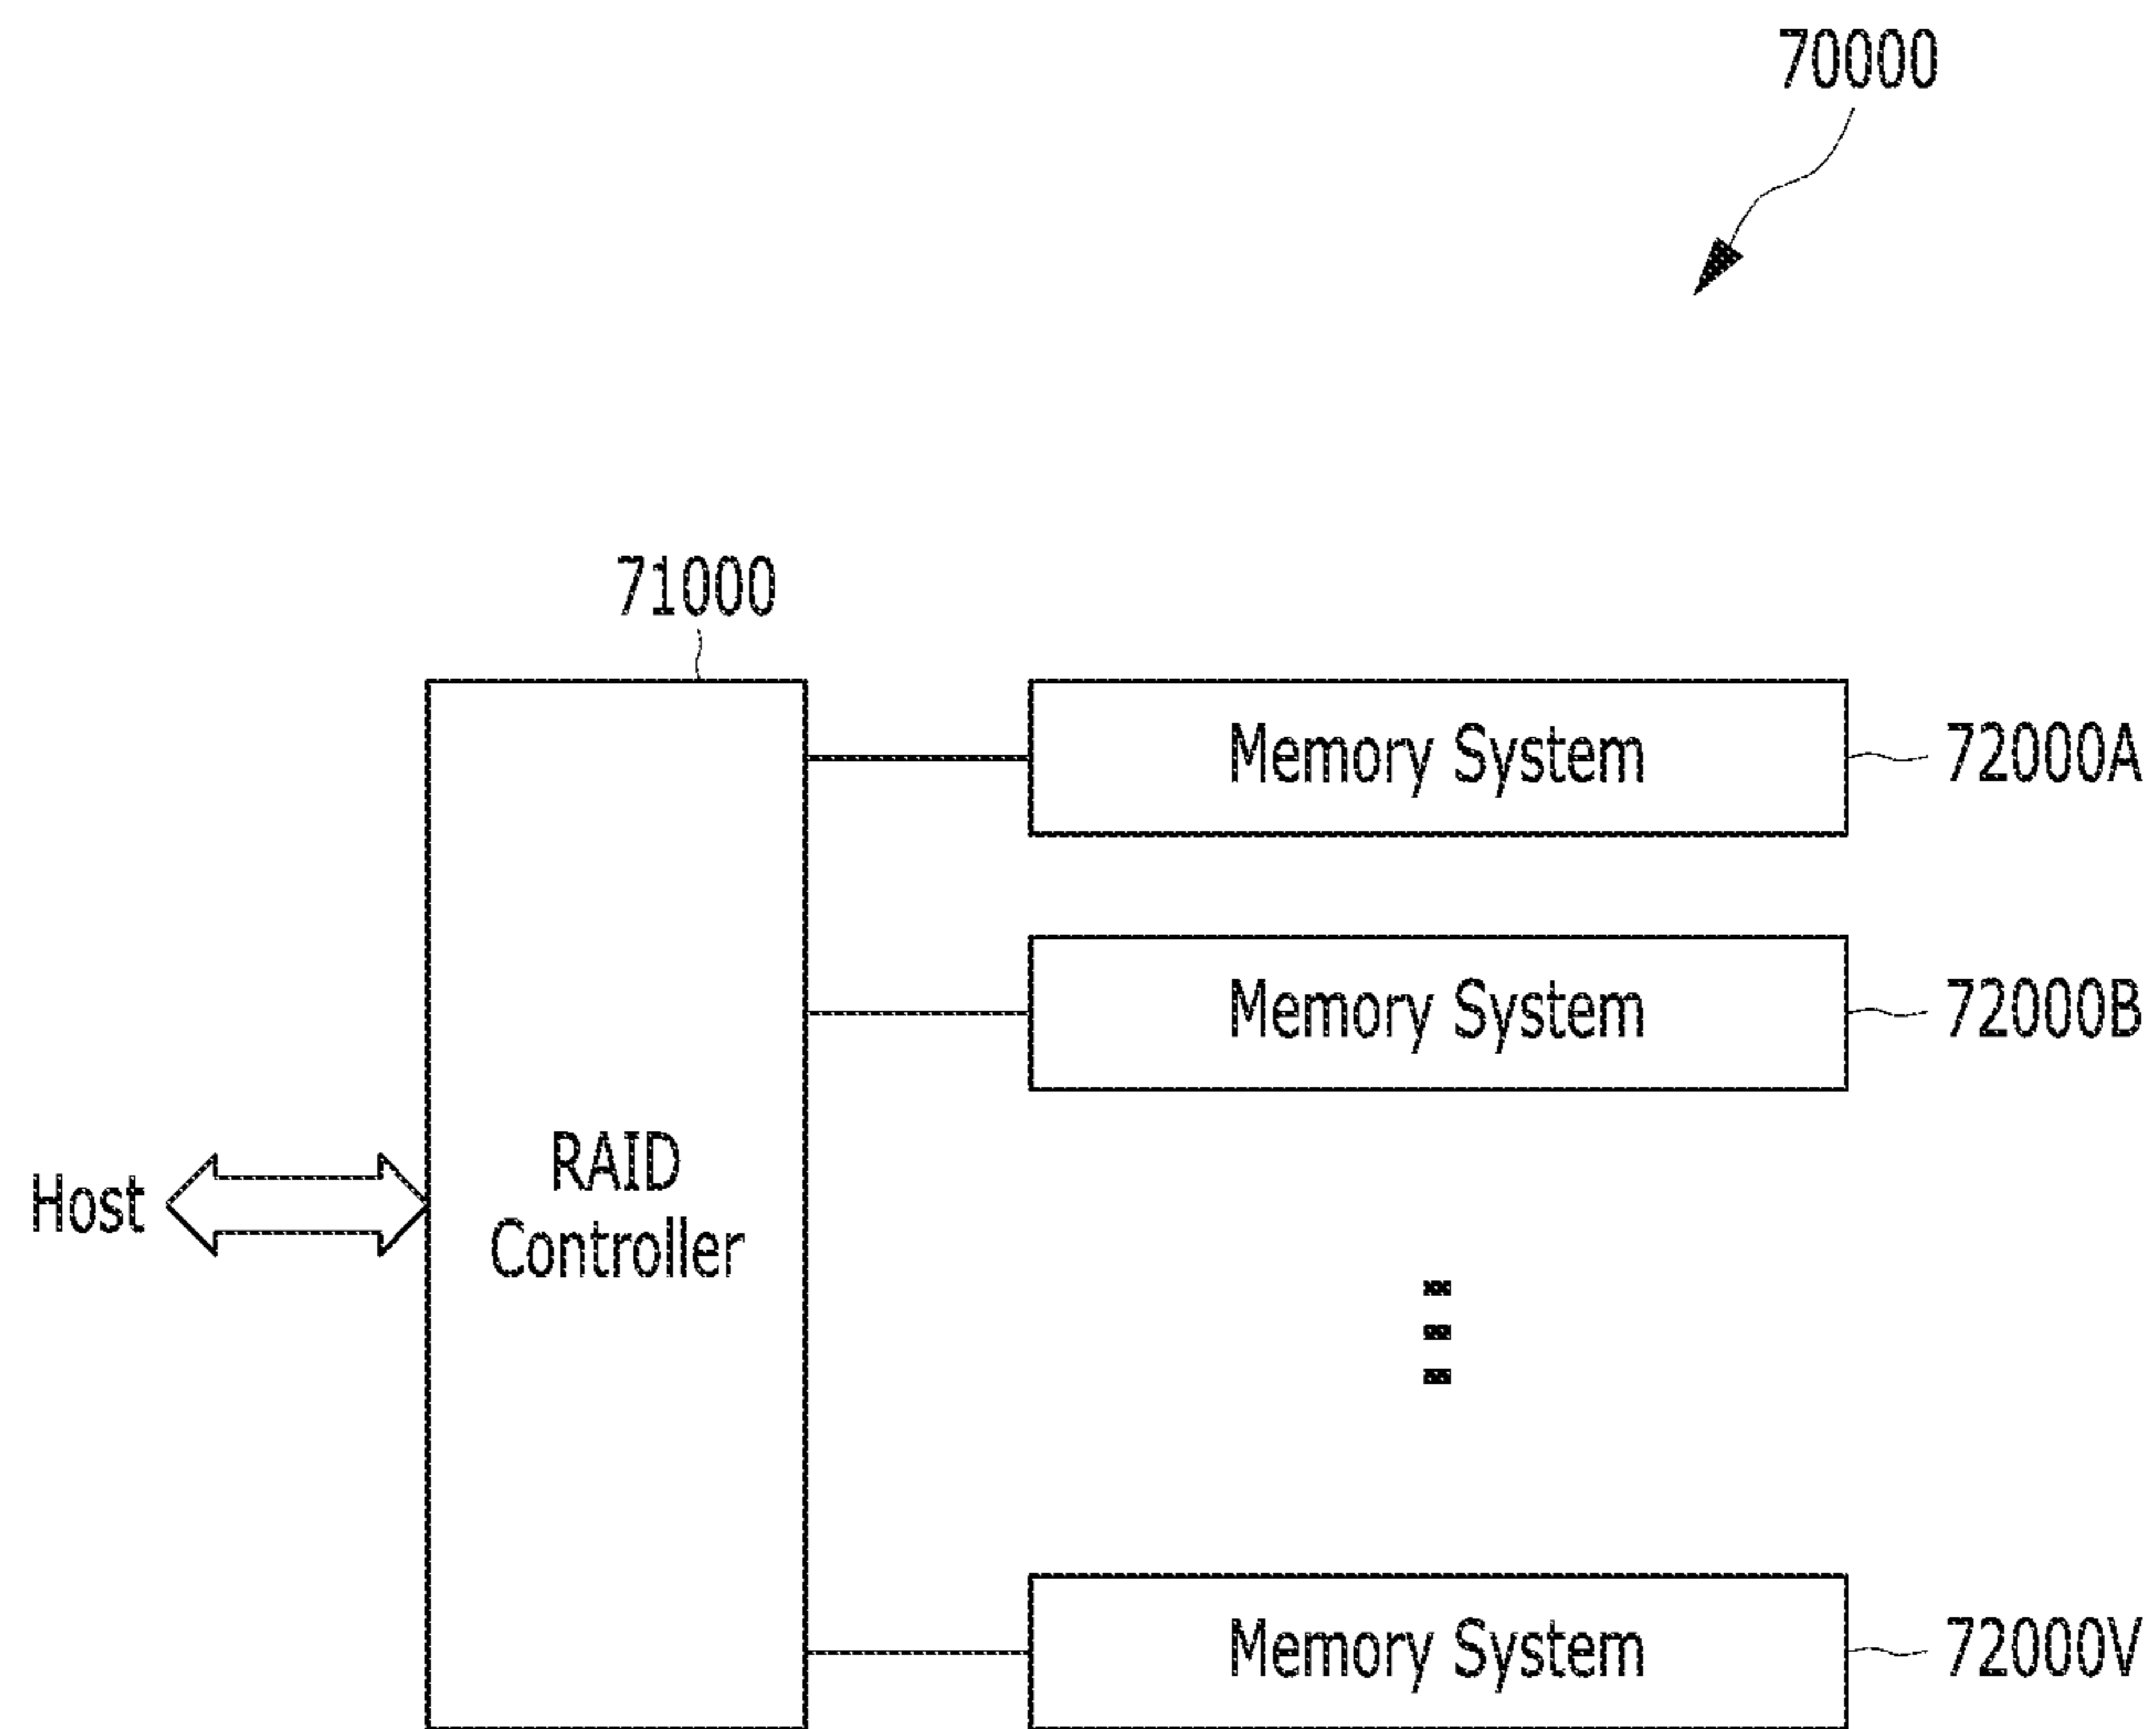 70000
71000
Memory System
72000A
Memory System
72000B
Host
RAID
Controller
Memory System
72000V